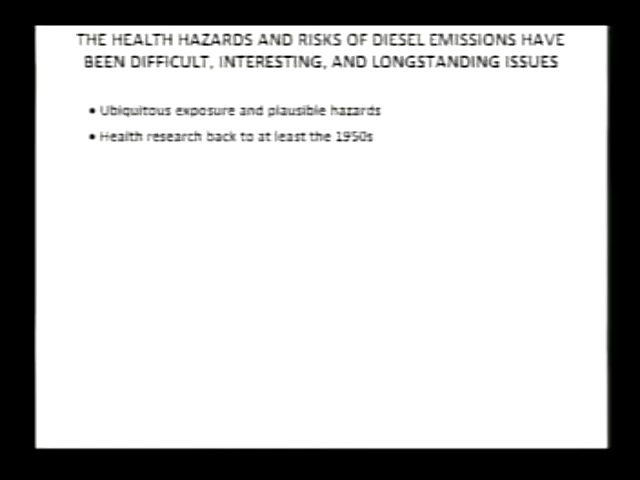 THE HEALTH HAZARDS AND RISKS OF DIESEL EMISSIONS HAVE
BEEN DIFFICULT, INTERESTING, AND LONGSTANDING ISSUES
• Ubiquitous exposure and plausible hazards
• Health research back to at least the 1950s